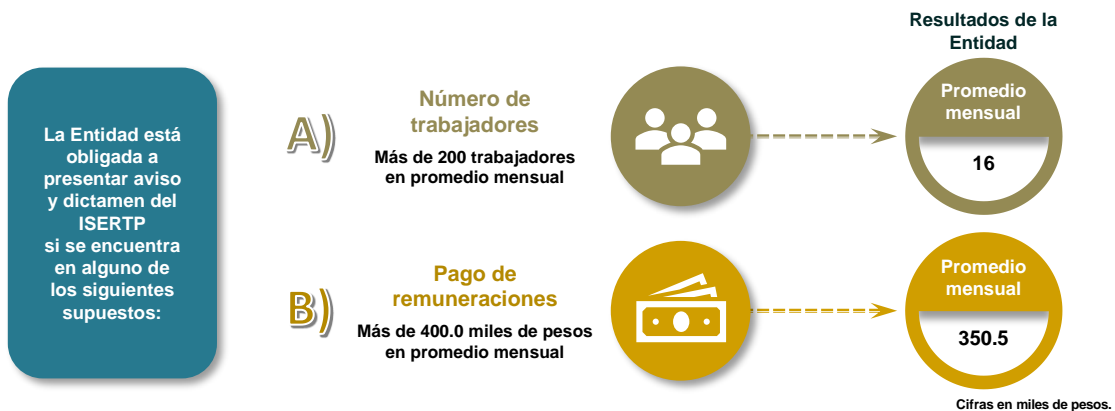 La Entidad está
obligada a
presentar aviso
y dictamen del
ISERTP
si se encuentra
en alguno de
los siguientes
supuestos:
A)
Número de
trabajadores
Más de 200 trabajadores
en promedio mensual
Resultados de la
Entidad
Promedio
mensual
16
B)
Pago de
remuneraciones
Más de 400.0 miles de pesos
en promedio mensual
Promedio
mensual
350.5
Cifras en miles de pesos.